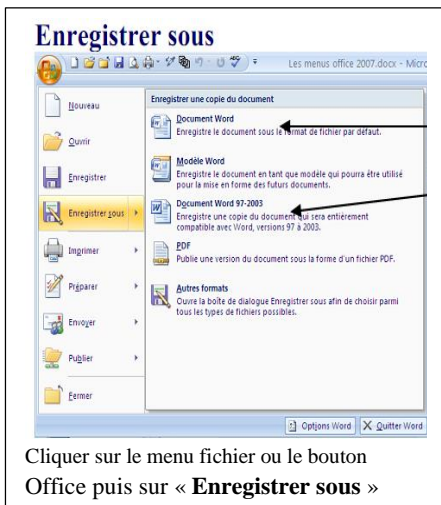 Enregistrer sous
Les menus office 2007.docx - Micro
Nouveau
Ouvrir
Enregistrer
Enregistrer sous
Imprimer
Préparer
Envoyer
Publier
Fermer
Enregistrer une copie du document
Document Word
Enregistre le document sous le format de fichier par défaut.
Modèle Word
Enregistre le document en tant que modèle qui pourra être utilisé
pour la mise en forme des futurs documents.
Document Word 97-2003
Enregistre une copie du document qui sera entièrement
compatible avec Word, versions 97 à 2003.
PDF
Publie une version du document sous la forme d'un fichier PDF.
Autres formats
Ouvre la boîte de dialogue Enregistrer sous afin de choisir parmi
tous les types de fichiers possibles.
Options Word
Quitter Word
Cliquer sur le menu fichier ou le bouton
Office puis sur « Enregistrer sous »